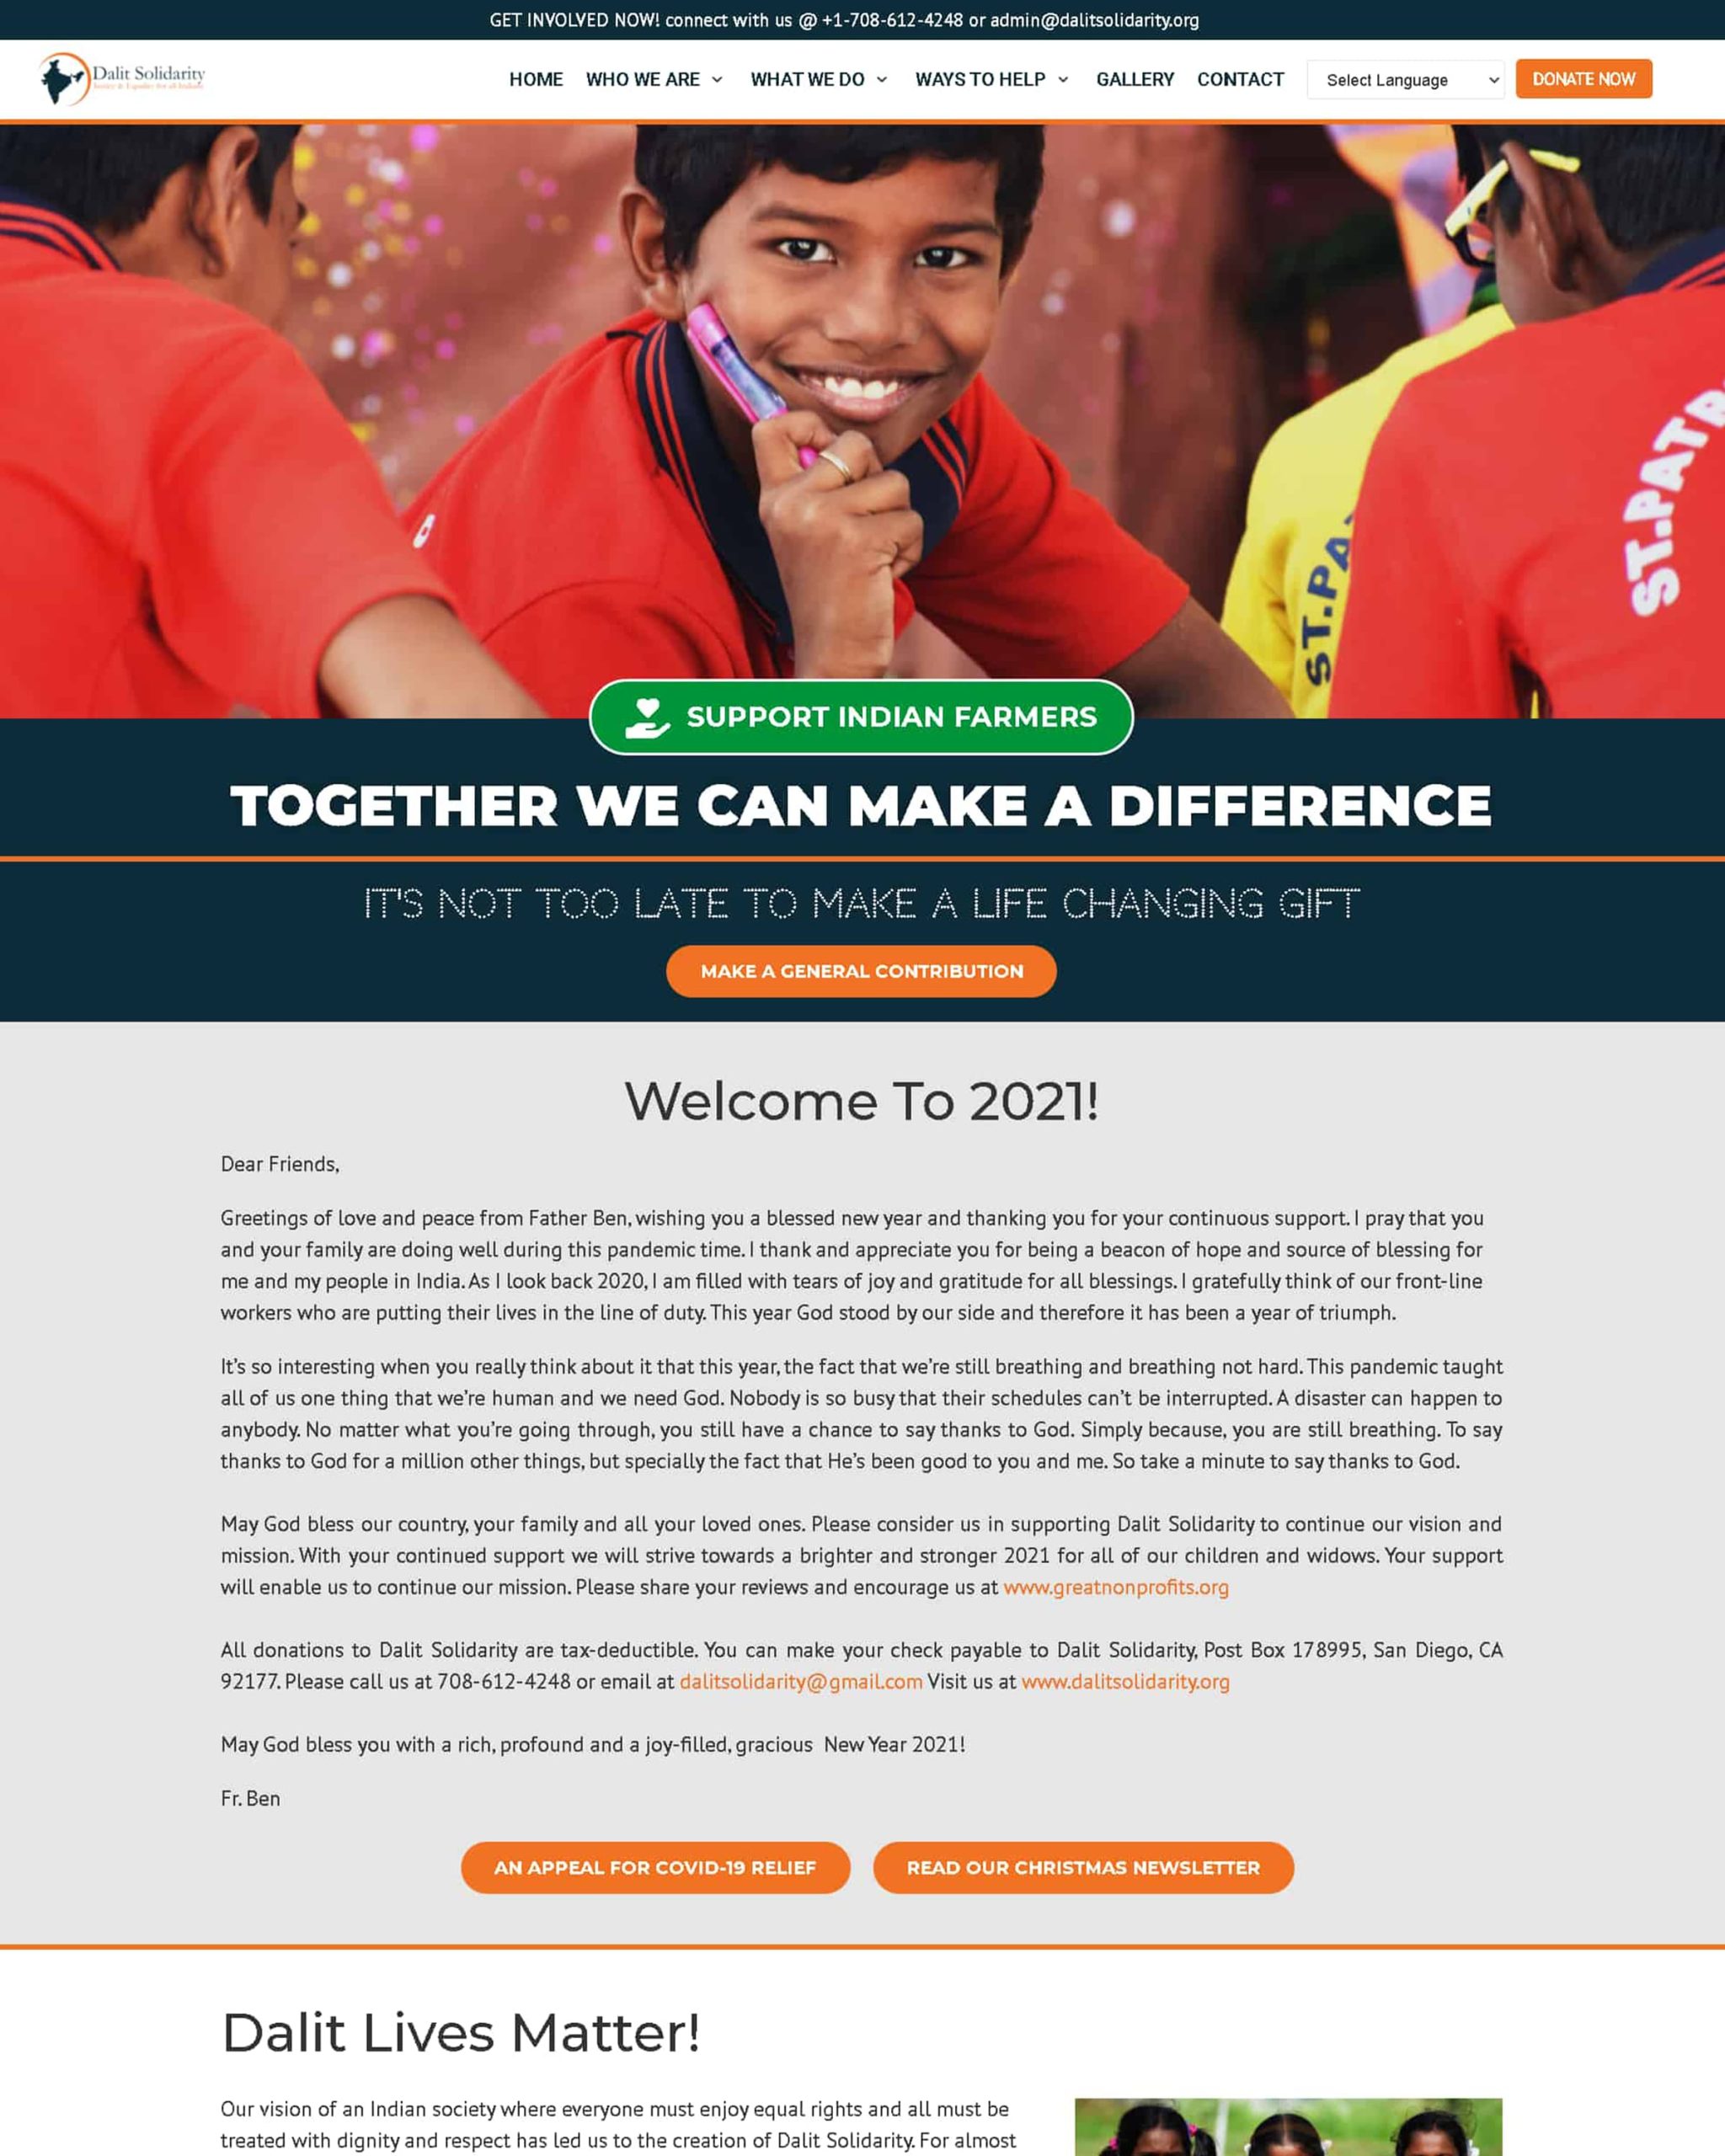 GET INVOLVED NOW! connect with us @ +1-708-612-4248 or admin@dalitsolidarity.org
Dalit Solidarity
HOME WHO WE ARE WHAT WE DO WAYS TO HELP GALLERY CONTACT Select Language DONATE NOW
ST.PA
ST.PAT
SUPPORT INDIAN FARMERS
TOGETHER WE CAN MAKE A DIFFERENCE
IT'S NOT TOO LATE TO MAKE A LIFE CHANGING GIFT
MAKE A GENERAL CONTRIBUTION
Welcome To 2021!
Dear Friends,
Greetings of love and peace from Father Ben, wishing you a blessed new year and thanking you for your continuous support. I pray that you
and your family are doing well during this pandemic time. I thank and appreciate you for being a beacon of hope and source of blessing for
me and my people in India. As I look back 2020, I am filled with tears of joy and gratitude for all blessings. I gratefully think of our front-line
workers who are putting their lives in the line of duty. This year God stood by our side and therefore it has been a year of triumph.
It’s so interesting when you really think about it that this year, the fact that we’re still breathing and breathing not hard. This pandemic taught
all of us one thing that we’re human and we need God. Nobody is so busy that their schedules can’t be interrupted. A disaster can happen to
anybody. No matter what you’re going through, you still have a chance to say thanks to God. Simply because, you are still breathing. To say
thanks to God for a million other things, but specially the fact that He’s been good to you and me. So take a minute to say thanks to God.
May God bless our country, your family and all your loved ones. Please consider us in supporting Dalit Solidarity to continue our vision and
mission. With your continued support we will strive towards a brighter and stronger 2021 for all of our children and widows. Your support
will enable us to continue our mission. Please share your reviews and encourage us at www.greatnonprofits.org
All donations to Dalit Solidarity are tax-deductible. You can make your check payable to Dalit Solidarity, Post Box 178995, San Diego, CA
92177. Please call us at 708-612-4248 or email at dalitsolidarity@gmail.com Visit us at www.dalitsolidarity.org
May God bless you with a rich, profound and a joy-filled, gracious New Year 2021!
Fr. Ben
AN APPEAL FOR COVID-19 RELIEF
READ OUR CHRISTMAS NEWSLETTER
Dalit Lives Matter!
Our vision of an Indian society where everyone must enjoy equal rights and all must be
treated with dignity and respect has led us to the creation of Dalit Solidarity. For almost